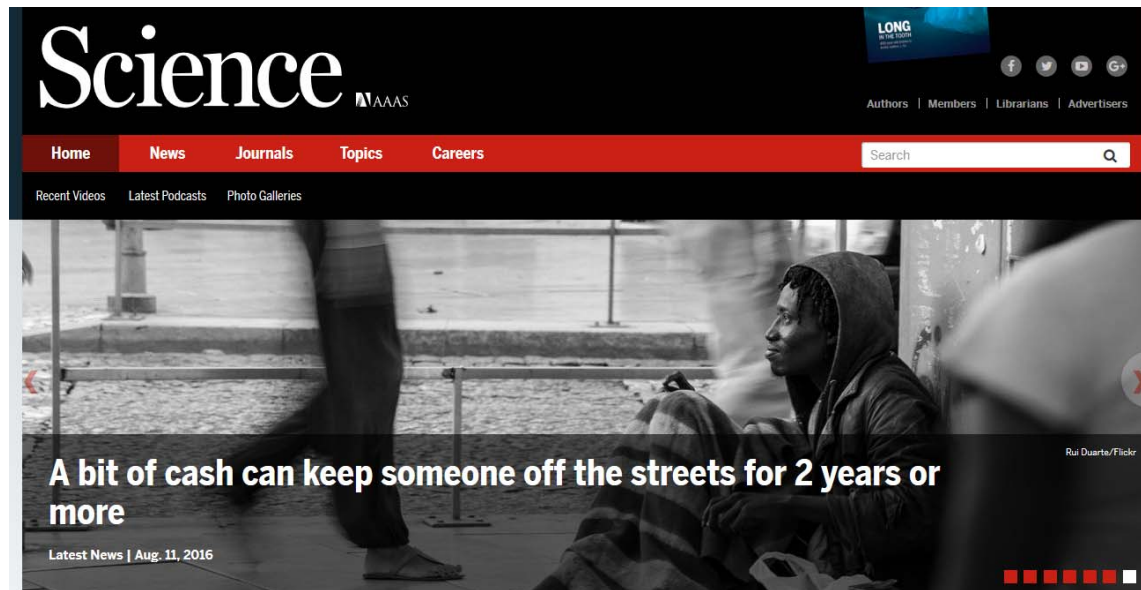 LONG
IN THE TOOTH
Science
AAAS
Authors | Members | Librarians | Advertisers
Home News Journals Topics Careers
Search
Recent Videos Latest Podcasts Photo Galleries
Rui Duarte/Flickr
A bit of cash can keep someone off the streets for 2 years or
more
Latest News | Aug. 11, 2016